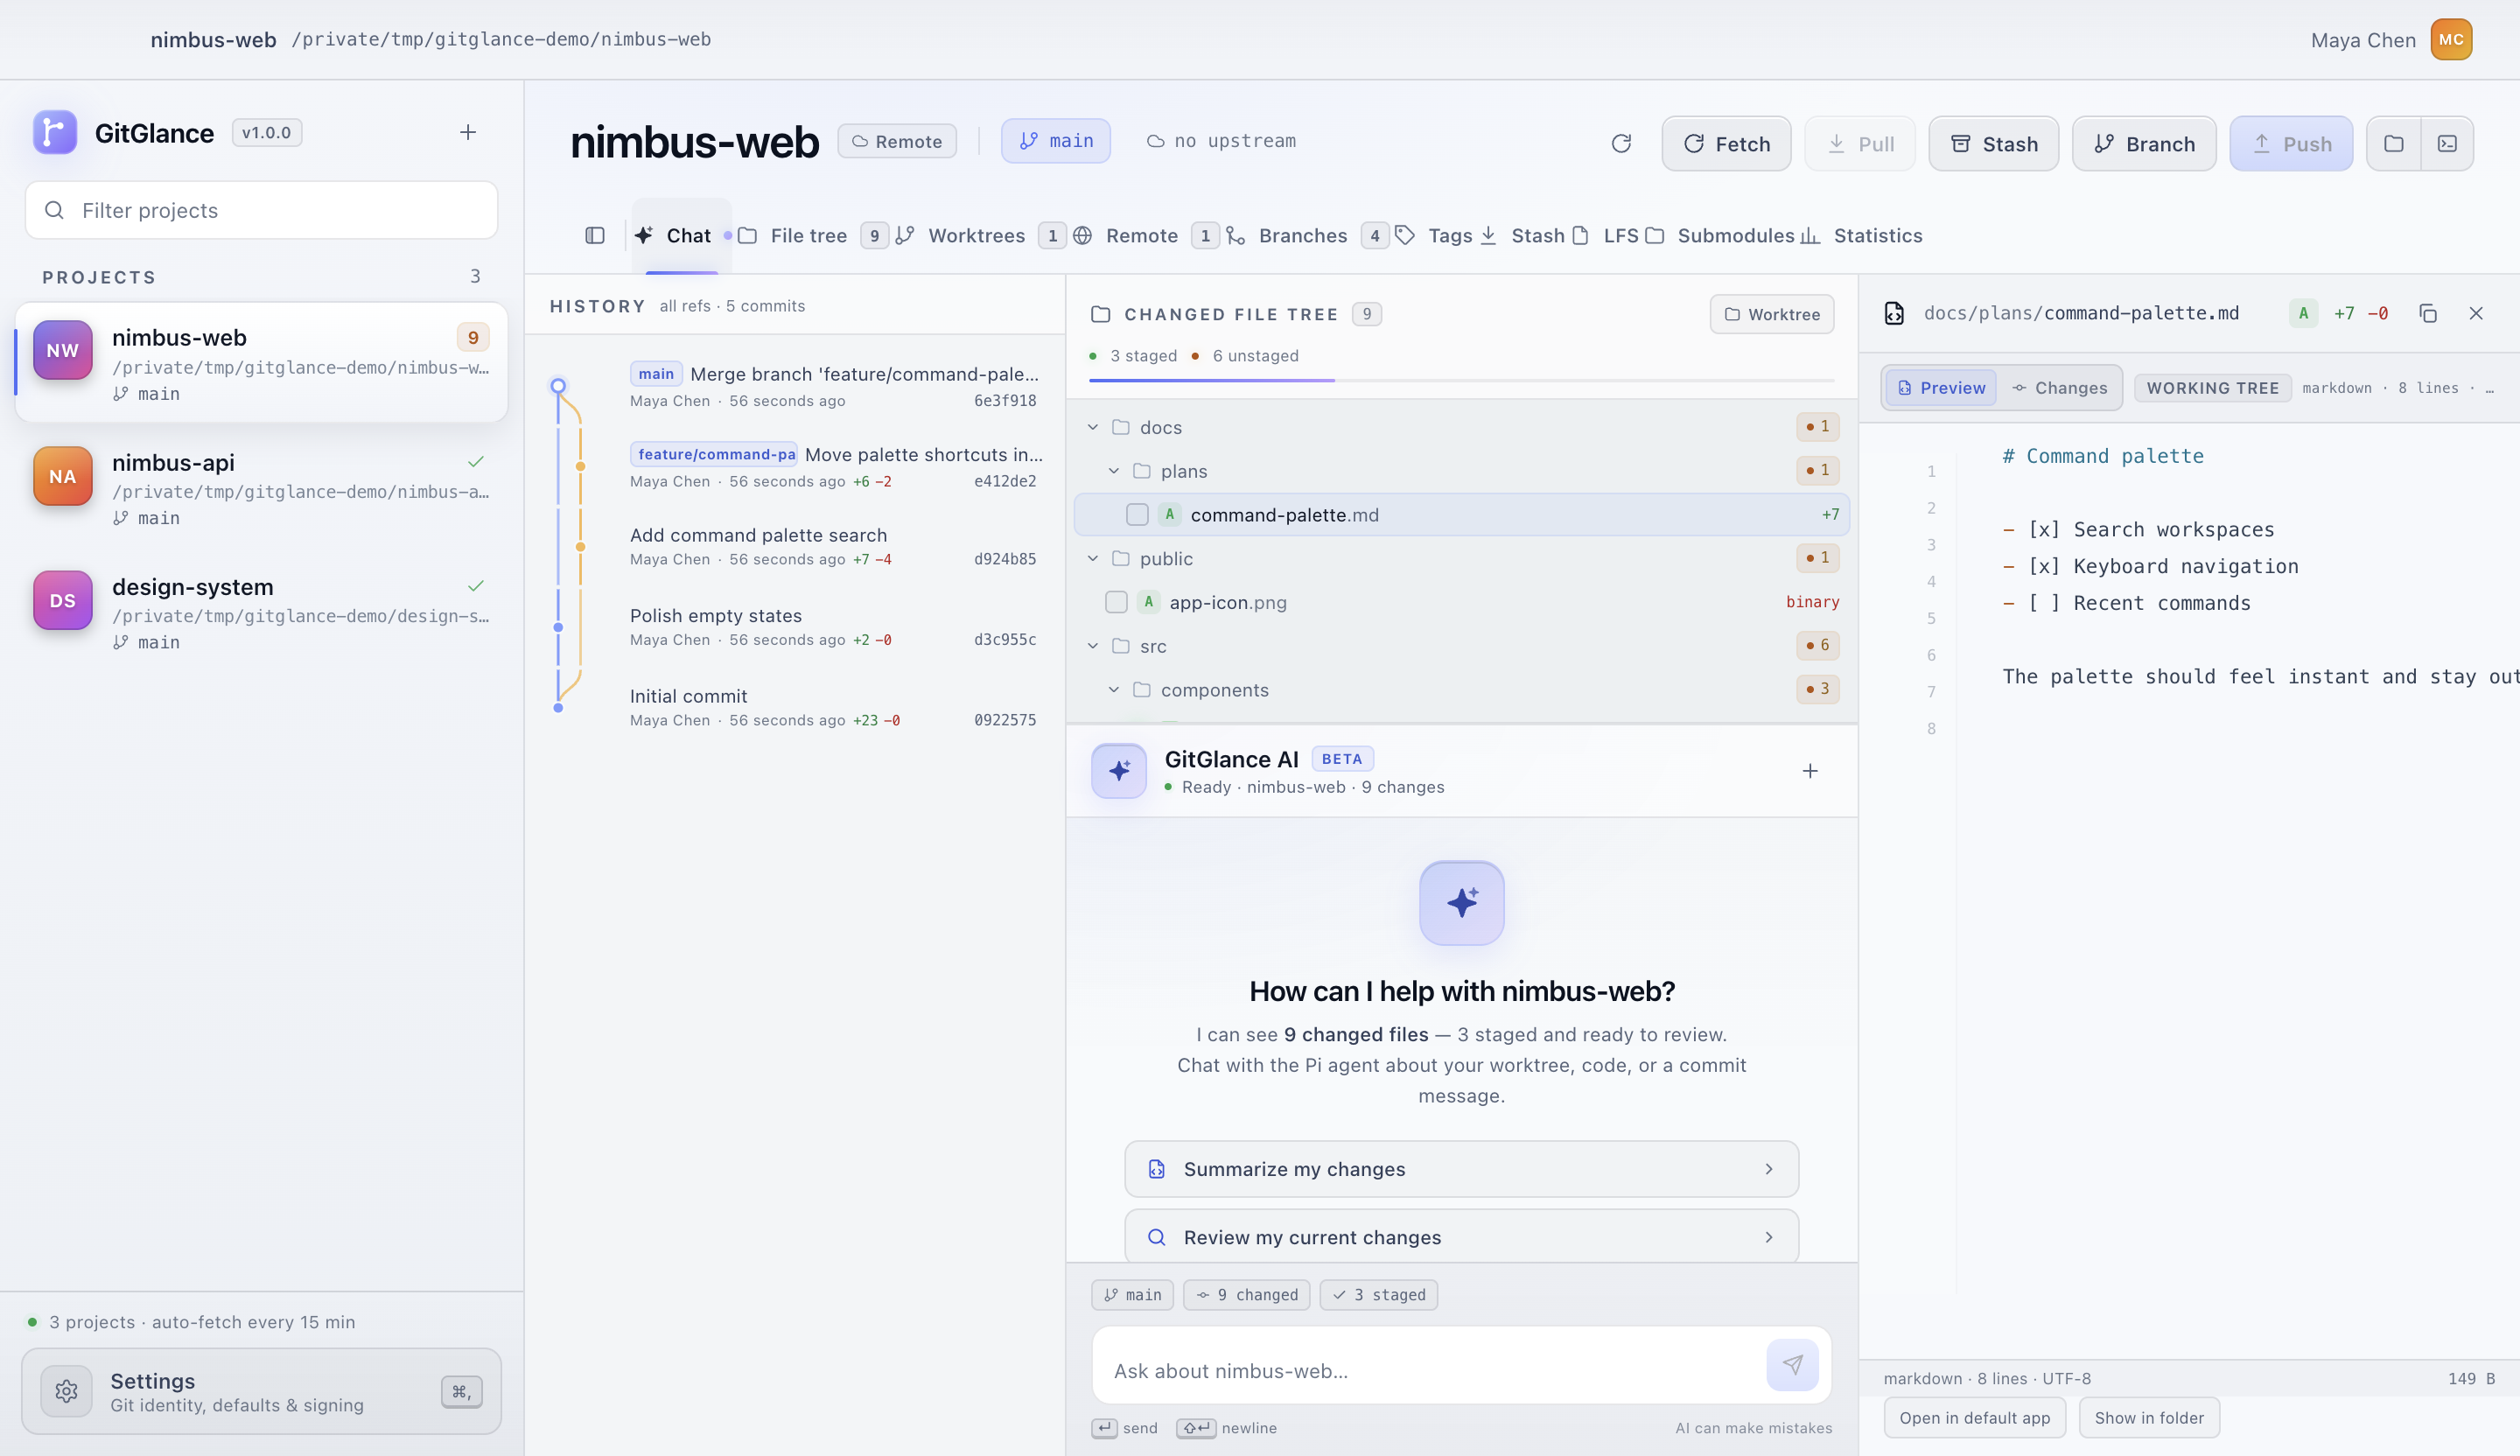 nimbus-web /private/tmp/gitglance-demo/nimbus-web
Maya Chen MC
GitGlance v1.0.0
Filter projects
PROJECTS 3
NW nimbus-web 9
/private/tmp/gitglance-demo/nimbus-w…
main
NA nimbus-api
/private/tmp/gitglance-demo/nimbus-a…
main
DS design-system
/private/tmp/gitglance-demo/design-s…
main
3 projects · auto-fetch every 15 min
Settings
Git identity, defaults & signing
⌘,
nimbus-web Remote main no upstream
Fetch Pull Stash Branch Push
Chat File tree 9 Worktrees 1 Remote 1 Branches 4 Tags Stash LFS Submodules Statistics
HISTORY all refs · 5 commits
main Merge branch 'feature/command-pale…
Maya Chen · 56 seconds ago 6e3f918
feature/command-pa Move palette shortcuts in…
Maya Chen · 56 seconds ago +6 −2 e412de2
Add command palette search
Maya Chen · 56 seconds ago +7 −4 d924b85
Polish empty states
Maya Chen · 56 seconds ago +2 −0 d3c955c
Initial commit
Maya Chen · 56 seconds ago +23 −0 0922575
CHANGED FILE TREE 9 Worktree
3 staged 6 unstaged
docs 1
plans 1
A command-palette.md +7
public 1
A app-icon.png binary
src 6
components 3
GitGlance AI BETA
Ready · nimbus-web · 9 changes
How can I help with nimbus-web?
I can see 9 changed files — 3 staged and ready to review.
Chat with the Pi agent about your worktree, code, or a commit
message.
Summarize my changes
Review my current changes
main 9 changed 3 staged
Ask about nimbus-web…
send newline AI can make mistakes
docs/plans/command-palette.md A +7 −0
Preview Changes WORKING TREE markdown · 8 lines · …
1 # Command palette
2
3 - [x] Search workspaces
4 - [x] Keyboard navigation
5 - [ ] Recent commands
6
7 The palette should feel instant and stay out
8
markdown · 8 lines · UTF-8 149 B
Open in default app Show in folder